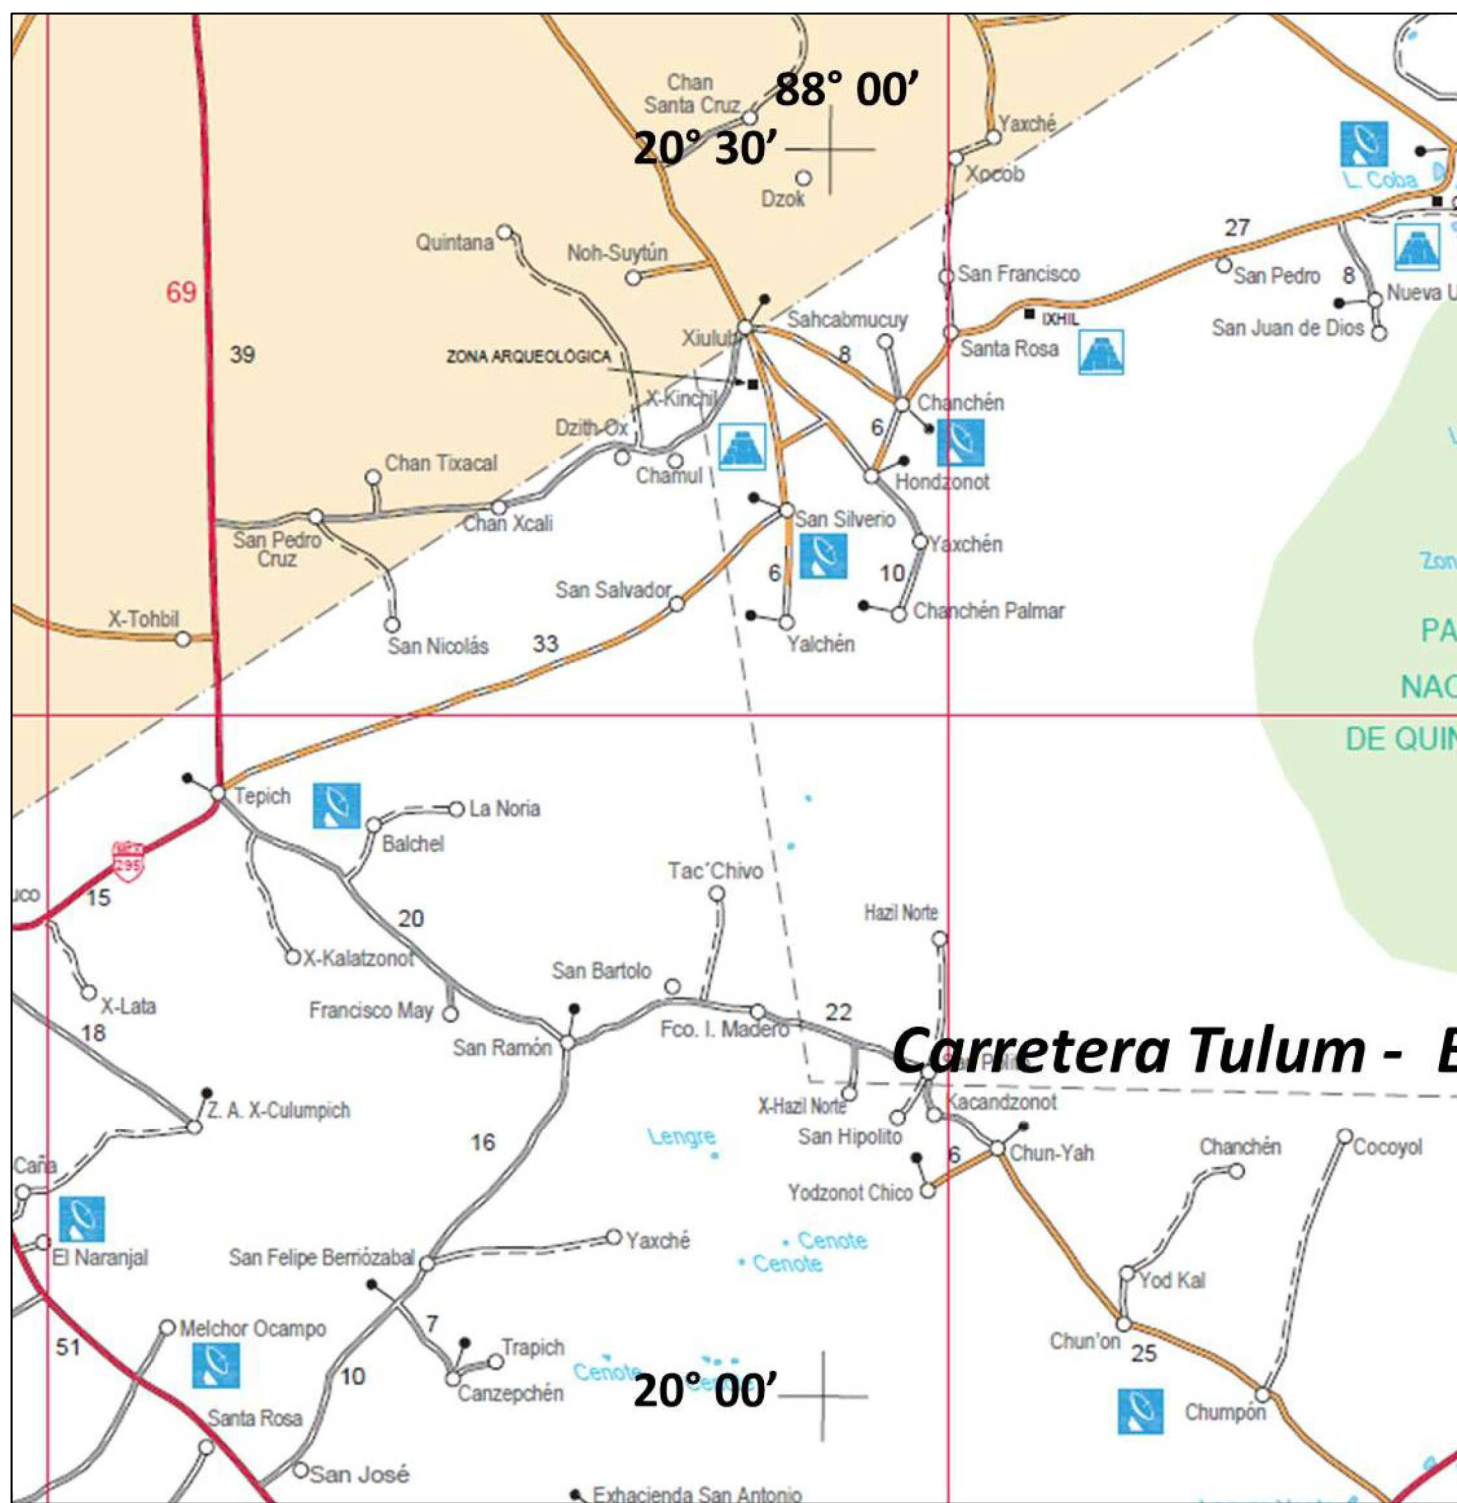 Chan
Santa Cruz
88° 00’
20° 30’
Yaxché
Xocob
L. Coba
Dzok
Quintana
Noh-Suytún
27
San Francisco
San Pedro
8
69
Nueva
Sahcabmucuy
IXHIL
San Juan de Dios
Xiulub
Santa Rosa
39
ZONA ARQUEOLÓGICA
8
X-Kinchil
Chanchén
Dzith-Ox
6
Chan Tixacal
Chamul
Hondzonot
San Silverio
Chan Xcali
San Pedro
Cruz
Yaxchén
6
10
San Salvador
Chanchén Palmar
X-Tohbil
San Nicolás
33
Yalchén
Tepich
La Noria
Balchel
MEX
295
Tac´Chivo
15
20
Hazil Norte
X-Kalatzonot
San Bartolo
X-Lata
Francisco May
22
Fco. I. Madero
18
San Ramón
Carretera Tulum -
Z. A. X-Culumpich
X-Hazil Norte
Kacandzonot
Lengre
San Hipolito
16
6
Chun-Yah
Chanchén
Cocoyol
Caña
Yodzonot Chico
El Naranjal
San Felipe Berriózabal
Yaxché
Cenote
Cenote
Yod Kal
Melchor Ocampo
7
51
Trapich
Chun'on
25
10
Cenote
20° 00’
Canzepchén
Chumpón
Santa Rosa
San José
Exhacienda San Antonio